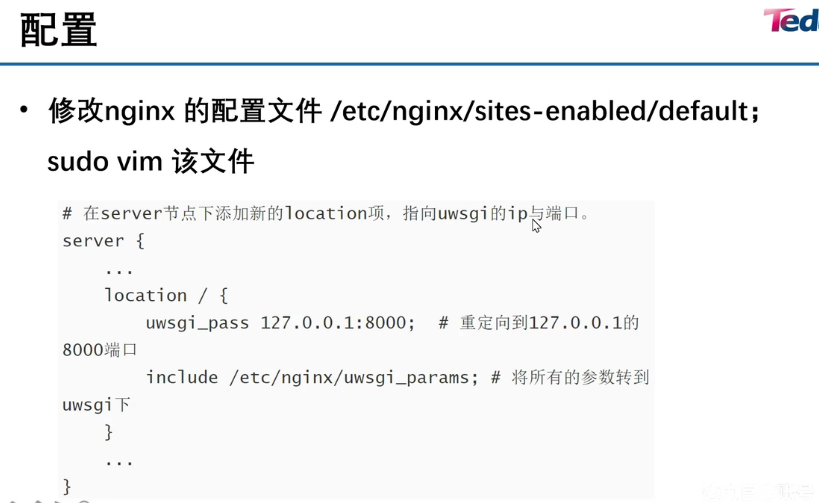 配置
Ted
• 修改nginx 的配置文件 /etc/nginx/sites-enabled/default；
sudo vim 该文件
# 在server节点下添加新的location项，指向uwsgi的ip与端口。
server {
...
location / {
uwsgi_pass 127.0.0.1:8000; # 重定向到127.0.0.1的
8000端口
include /etc/nginx/uwsgi_params; # 将所有的参数转到
uwsgi下
}
...
}